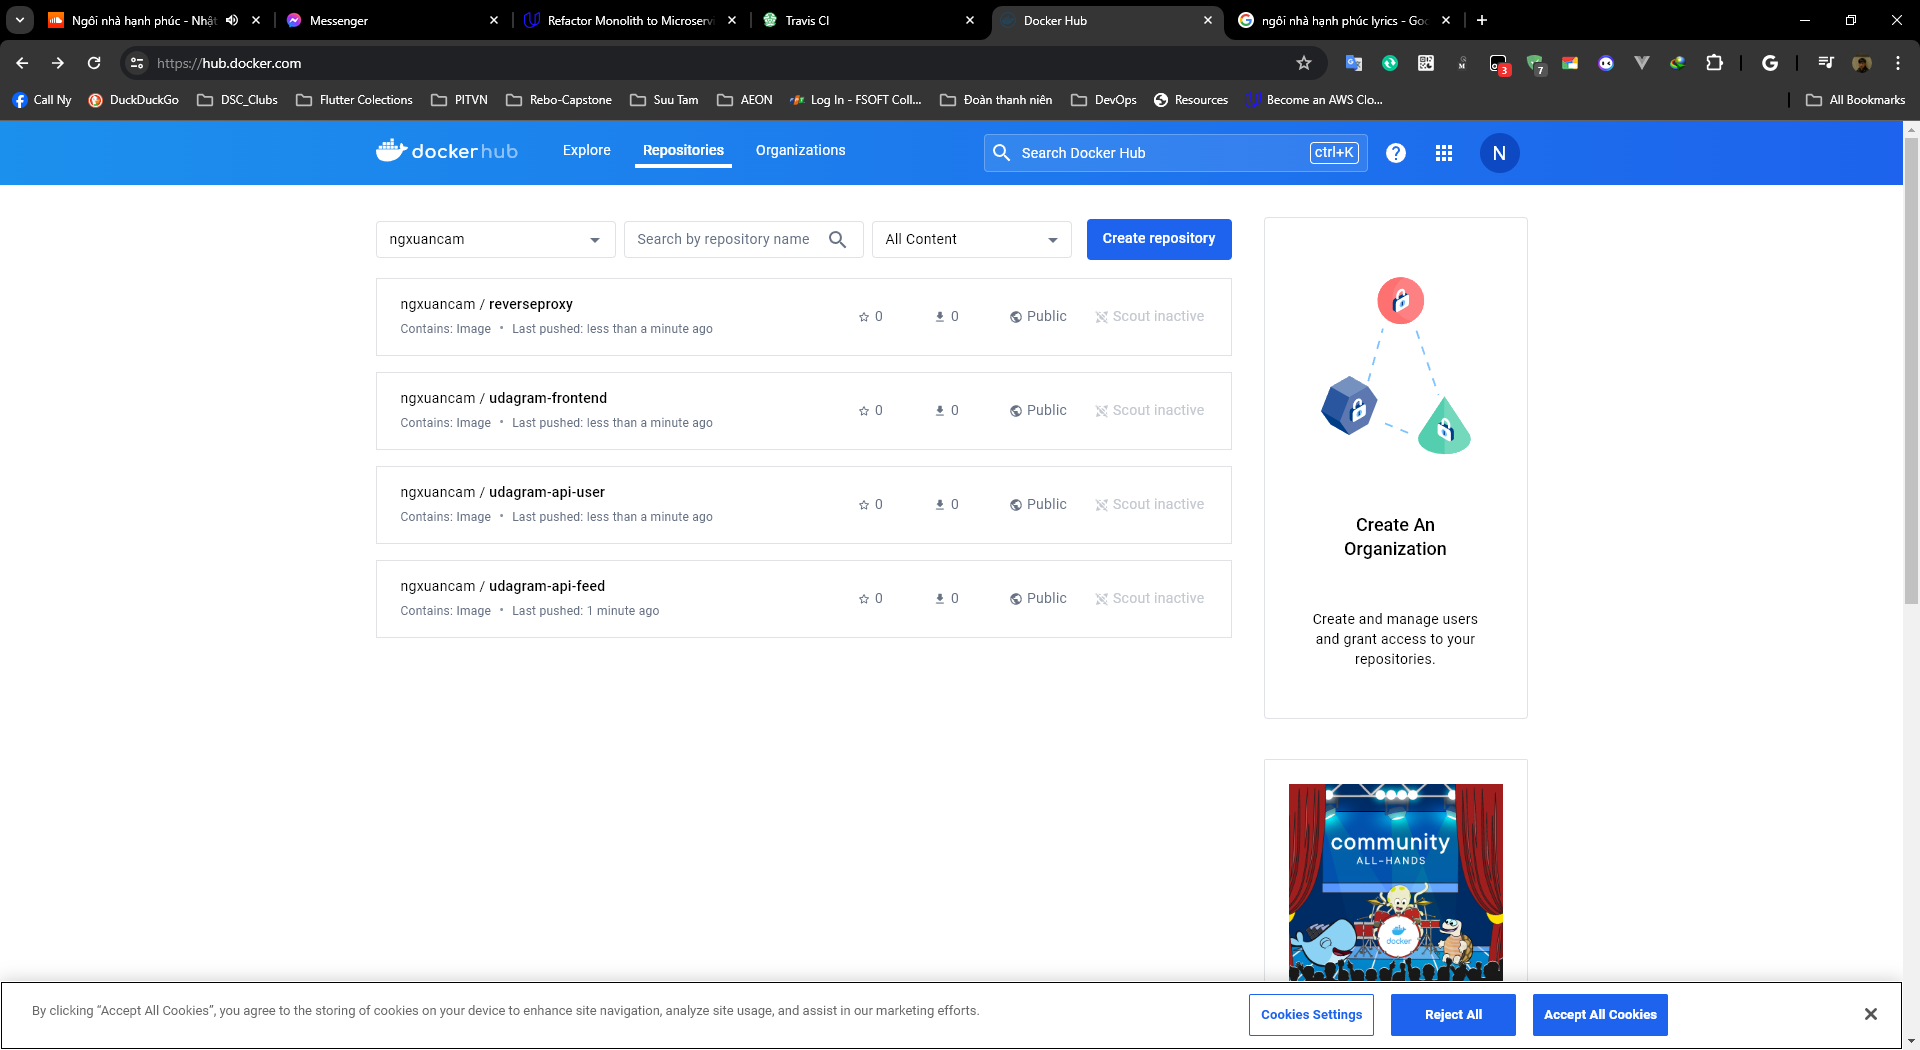 Ngôi nhà hạnh phúc - Nhật
Messenger
Refactor Monolith to Microservi
Travis CI
Docker Hub
ngôi nhà hạnh phúc lyrics - Goo
https://hub.docker.com
3
7
Call Ny
DuckDuckGo
DSC_Clubs
Flutter Colections
PITVN
Rebo-Capstone
Suu Tam
AEON
Log In - FSOFT Coll...
Đoàn thanh niên
DevOps
Resources
Become an AWS Clo...
All Bookmarks
docker hub
Explore
Repositories
Organizations
Search Docker Hub
ctrl+K
N
ngxuancam
Search by repository name
All Content
Create repository
ngxuancam / reverseproxy
Contains: Image • Last pushed: less than a minute ago
0
0
Public
Scout inactive
ngxuancam / udagram-frontend
Contains: Image • Last pushed: less than a minute ago
0
0
Public
Scout inactive
ngxuancam / udagram-api-user
Contains: Image • Last pushed: less than a minute ago
0
0
Public
Scout inactive
ngxuancam / udagram-api-feed
Contains: Image • Last pushed: 1 minute ago
0
0
Public
Scout inactive
Create An
Organization
Create and manage users
and grant access to your
repositories.
community
ALL-HANDS
docker
By clicking “Accept All Cookies”, you agree to the storing of cookies on your device to enhance site navigation, analyze site usage, and assist in our marketing efforts.
Cookies Settings
Reject All
Accept All Cookies